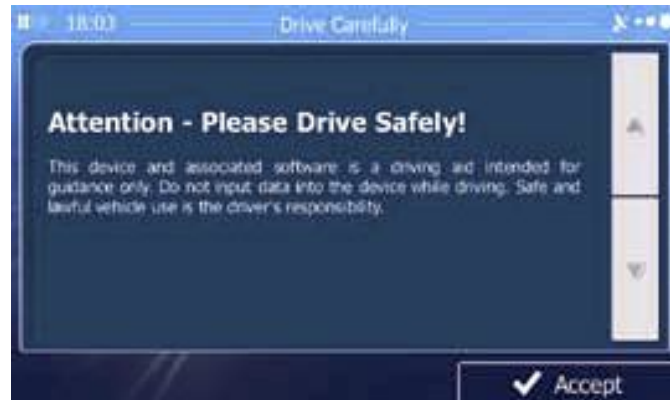 18:03 Drive Carefully
Attention - Please Drive Safely!
This device and associated software is a driving aid intended for
guidance only. Do not input data into the device while driving. Safe and
lawful vehicle use is the driver's responsibility.
Accept